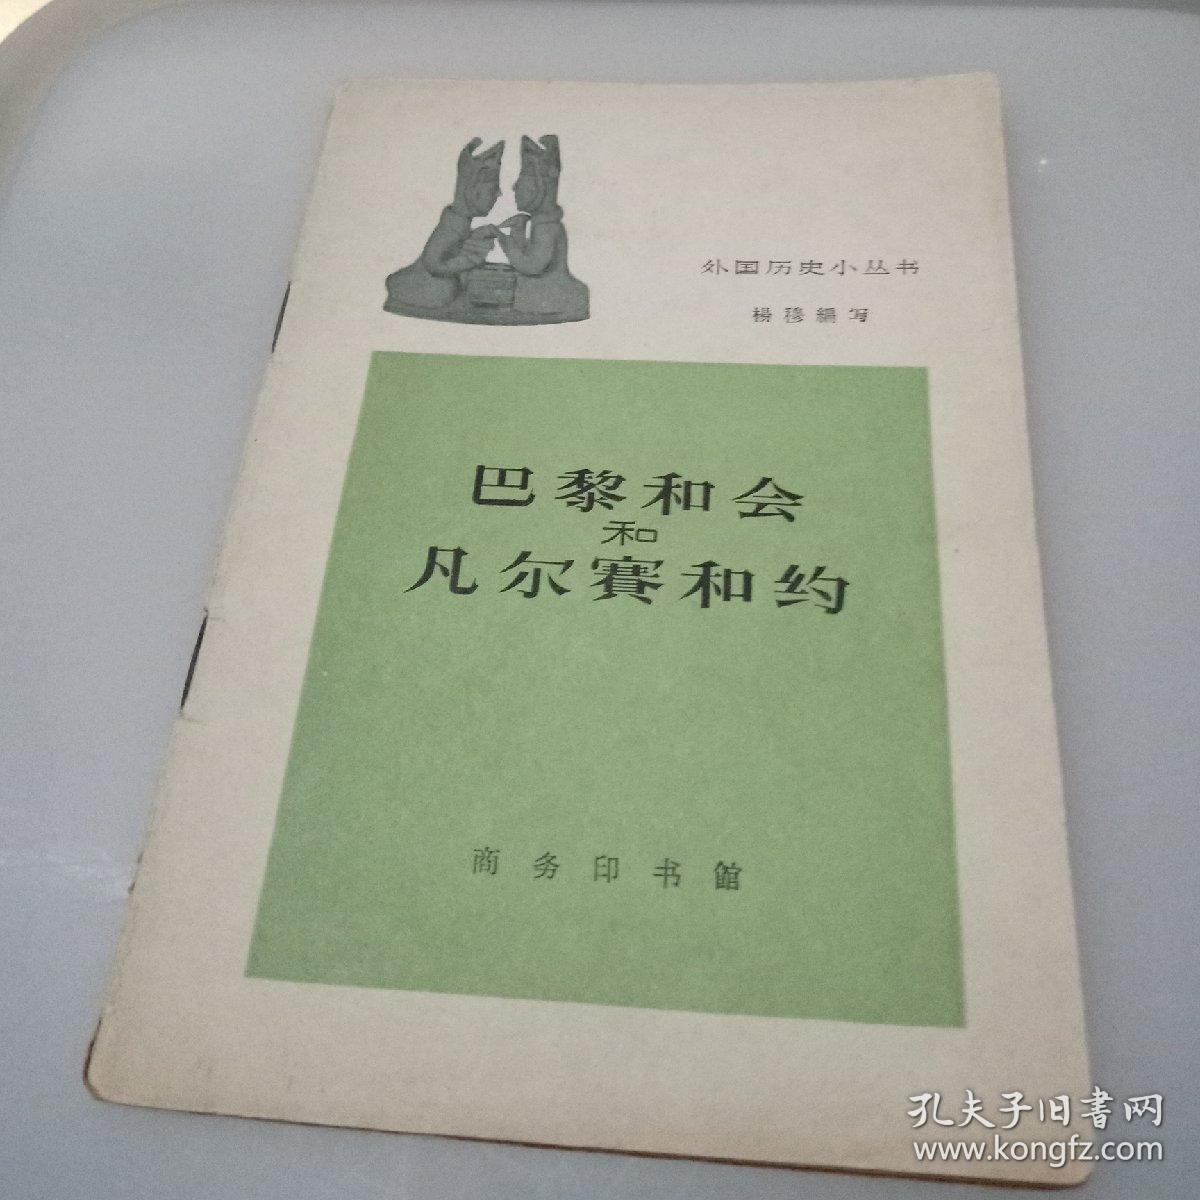 外国历史小丛书
楊穆編写
巴黎和会
和
凡尔賽和约
商务印书館
孔夫子旧書网
www.kongfz.com